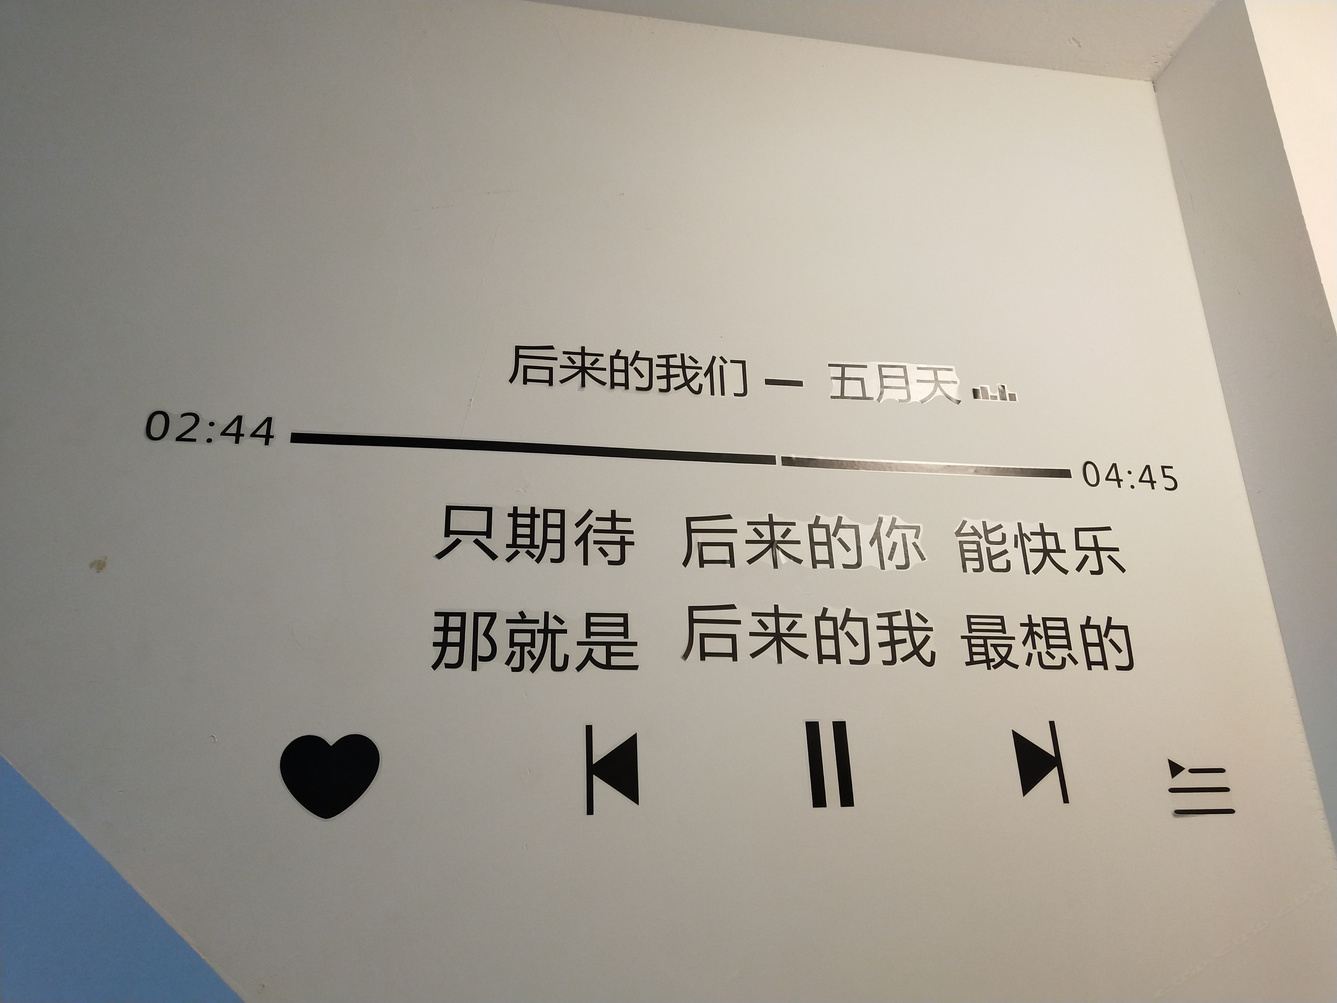 后来的我们 — 五月天
02:44 04:45
只期待 后来的你 能快乐
那就是 后来的我 最想的